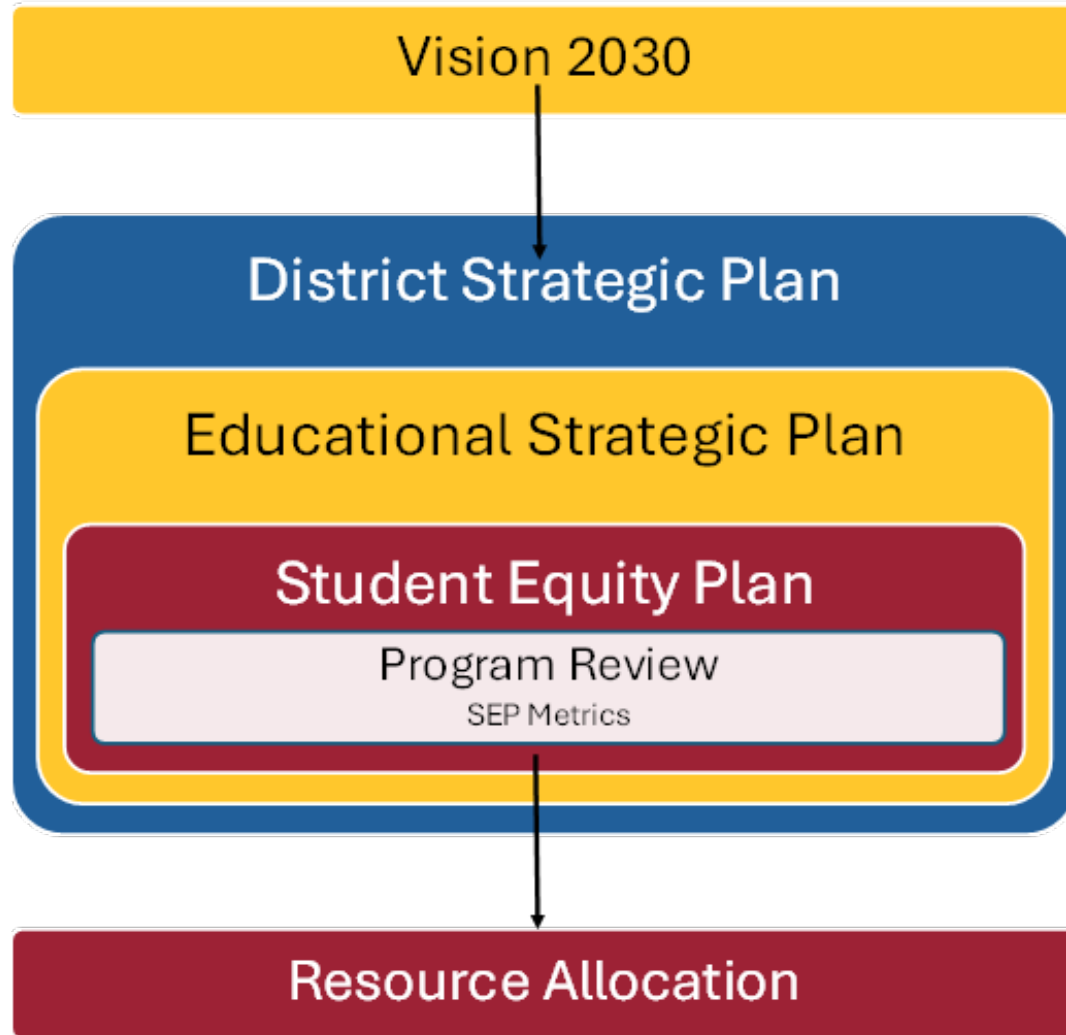 Vision 2030
District Strategic Plan
Educational Strategic Plan
Student Equity Plan
Program Review
SEP Metrics
Resource Allocation